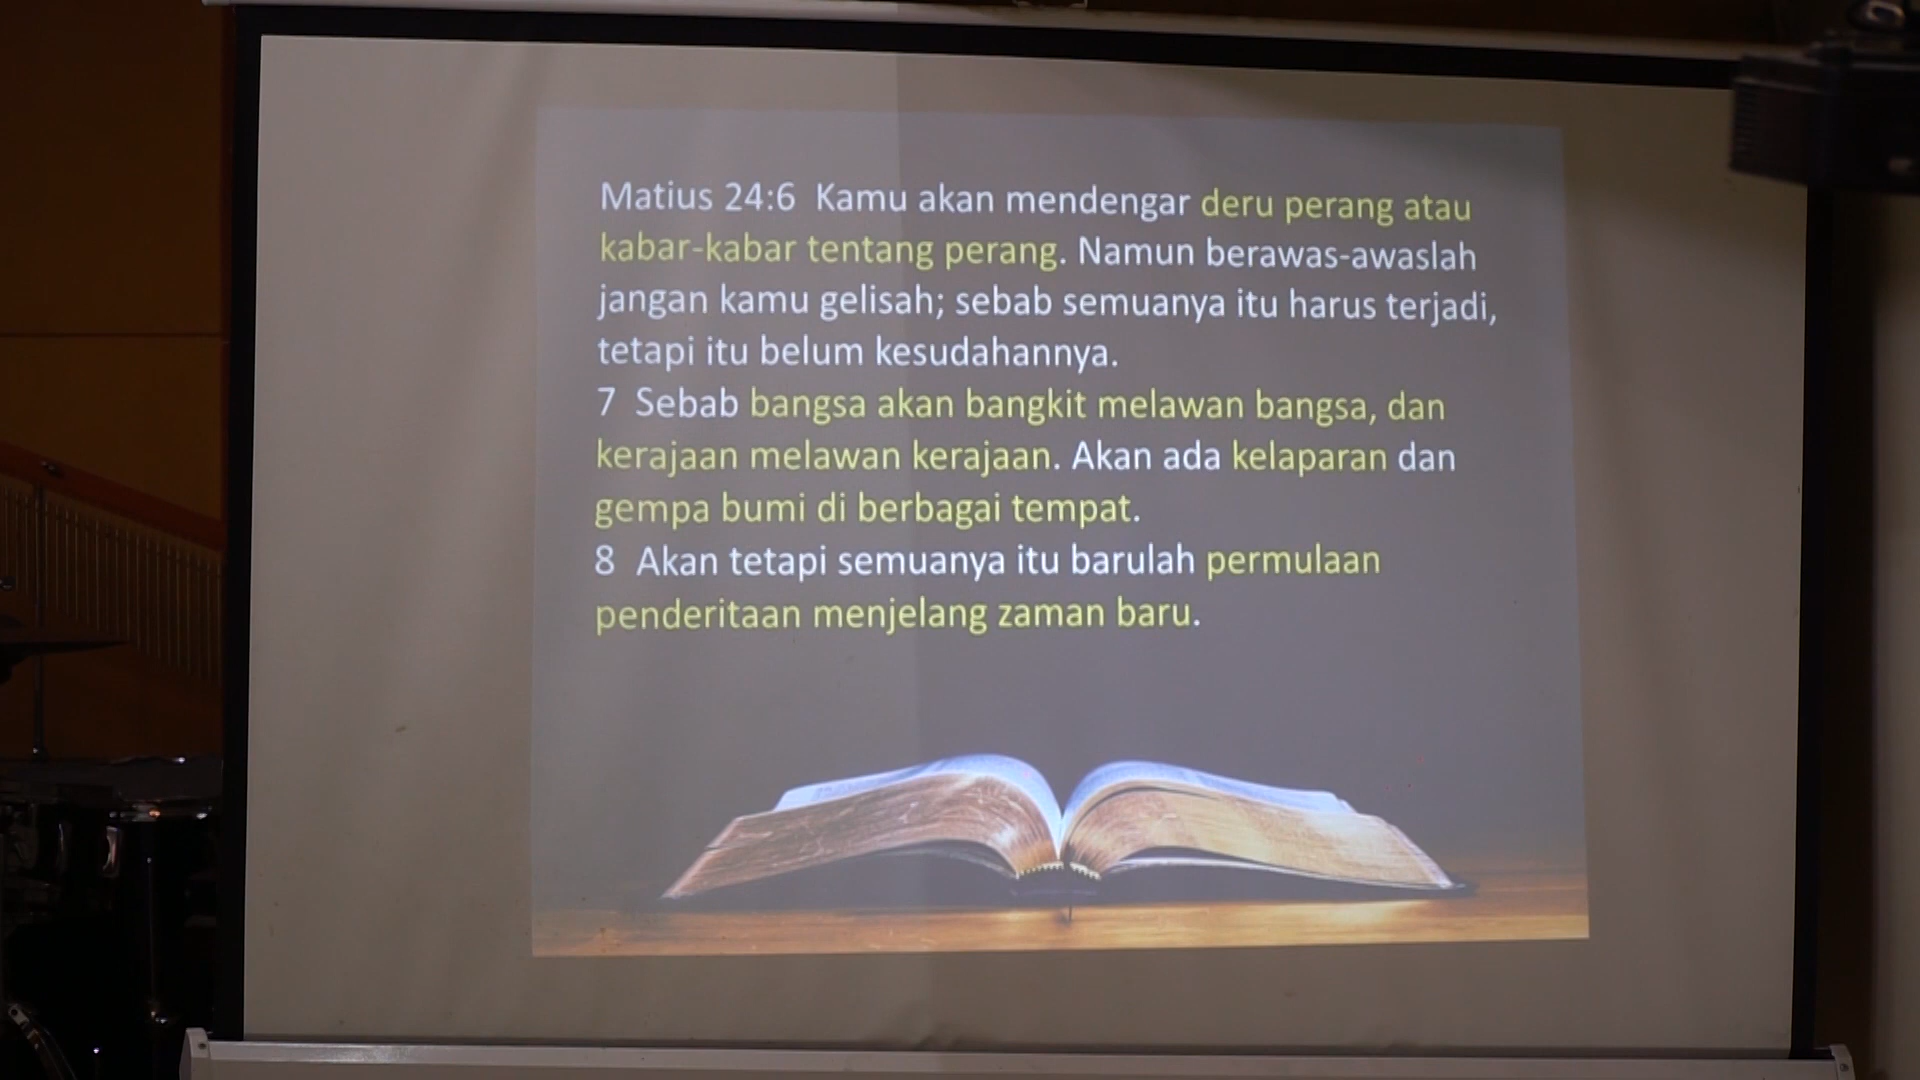 Matius 24:6 Kamu akan mendengar deru perang atau
kabar-kabar tentang perang. Namun berawas-awaslah
jangan kamu gelisah; sebab semuanya itu harus terjadi,
tetapi itu belum kesudahannya.
7 Sebab bangsa akan bangkit melawan bangsa, dan
kerajaan melawan kerajaan. Akan ada kelaparan dan
gempa bumi di berbagai tempat.
8 Akan tetapi semuanya itu barulah permulaan
penderitaan menjelang zaman baru.